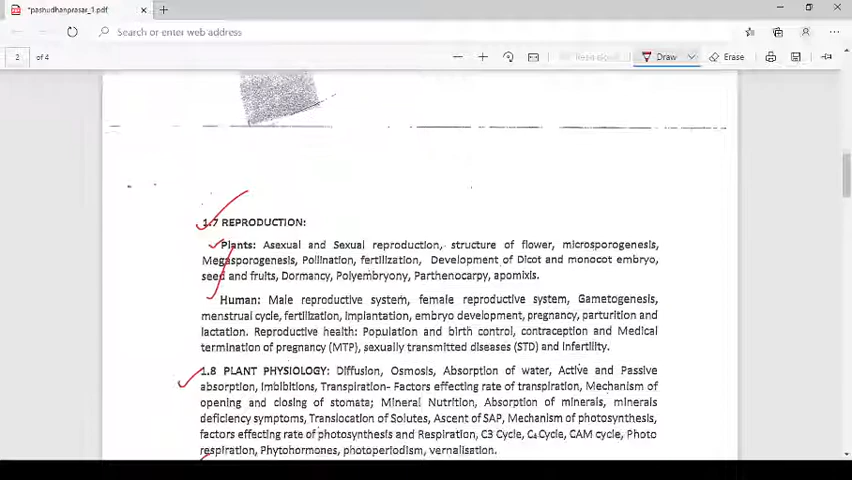 *pashudhanprasar_1.pdf
Search or enter web address
2 of 4
Draw
Erase
1.7 REPRODUCTION:
Plants: Asexual and Sexual reproduction, structure of flower, microsporogenesis,
Megasporogenesis, Pollination, fertilization, Development of Dicot and monocot embryo,
seed and fruits, Dormancy, Polyembryony, Parthenocarpy, apomixis.
Human: Male reproductive system, female reproductive system, Gametogenesis,
menstrual cycle, fertilization, implantation, embryo development, pregnancy, parturition and
lactation. Reproductive health: Population and birth control, contraception and Medical
termination of pregnancy (MTP), sexually transmitted diseases (STD) and infertility.
1.8 PLANT PHYSIOLOGY: Diffusion, Osmosis, Absorption of water, Active and Passive
absorption, Imbibitions, Transpiration- Factors effecting rate of transpiration, Mechanism of
opening and closing of stomata; Mineral Nutrition, Absorption of minerals, minerals
deficiency symptoms, Translocation of Solutes, Ascent of SAP, Mechanism of photosynthesis,
factors effecting rate of photosynthesis and Respiration, C3 Cycle, C₄ Cycle, CAM cycle, Photo
respiration, Phytohormones, photoperiodism, vernalisation.